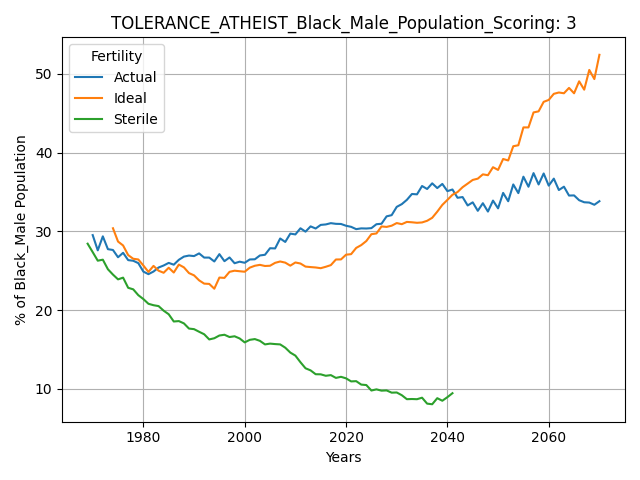 TOLERANCE_ATHEIST_Black_Male_Population_Scoring: 3
Fertility
Actual
Ideal
Sterile
% of Black_Male Population
50
40
30
20
10
1980
2000
2020
2040
2060
Years